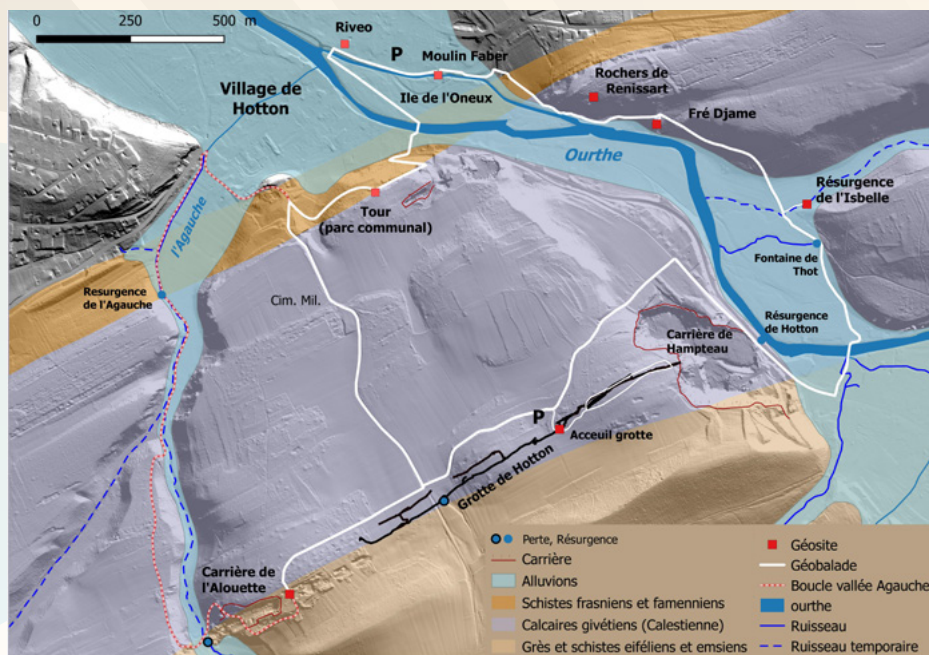 0 250 500 m
Riveo
P
Moulin Faber
Village de
Hotton
Ile de l'Oneux
Rochers de
Renissart
Fré Djame
Ourthe
Résurgence
de l'Isbelle
l'Agauche
Tour
(parc communal)
Fontaine de
Thot
Resurgence
de l'Agauche
Cim. Mil.
Résurgence
de Hotton
Carrière de
Hampteau
P
Acceuil grotte
Grotte de Hotton
Carrière de
l'Alouette
Perte, Résurgence
Carrière
Alluvions
Schistes frasniens et famenniens
Calcaires givétiens (Calestienne)
Grès et schistes eiféliens et emsiens
Géosite
Géobalade
Boucle vallée Agauche
ourthe
Ruisseau
Ruisseau temporaire